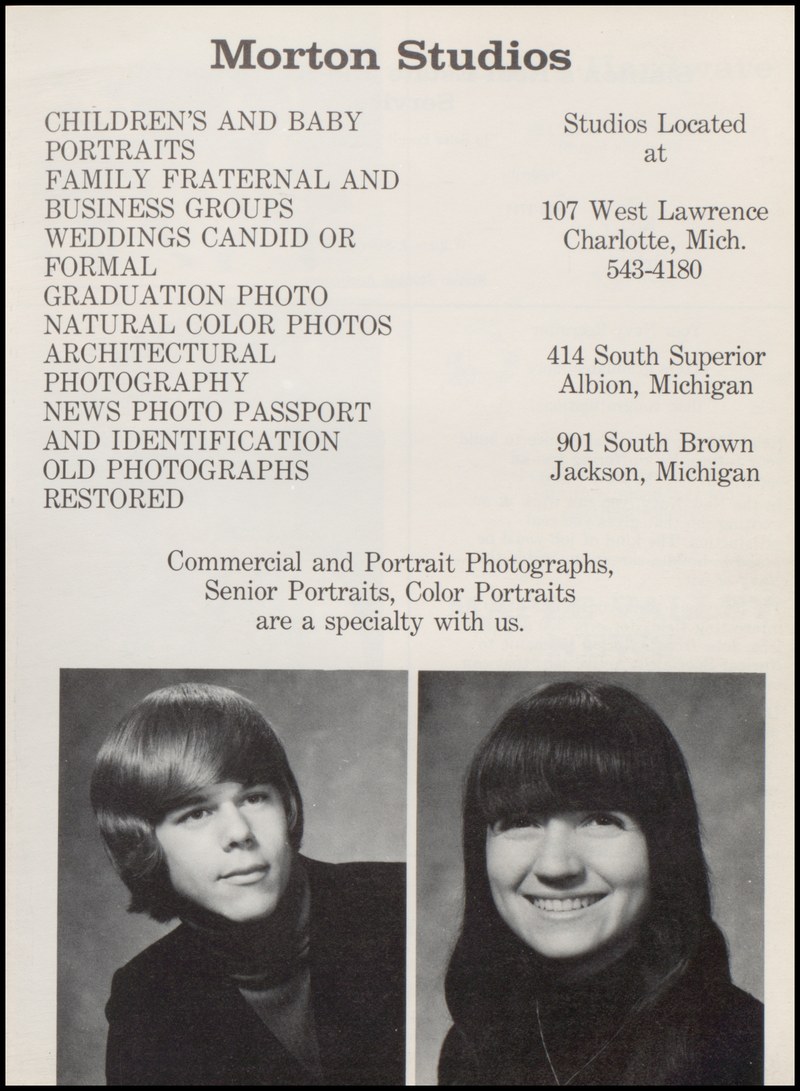 Morton Studios
CHILDREN'S AND BABY
PORTRAITS
FAMILY FRATERNAL AND
BUSINESS GROUPS
WEDDINGS CANDID OR
FORMAL
GRADUATION PHOTO
NATURAL COLOR PHOTOS
ARCHITECTURAL
PHOTOGRAPHY
NEWS PHOTO PASSPORT
AND IDENTIFICATION
OLD PHOTOGRAPHS
RESTORED
Studios Located
at
107 West Lawrence
Charlotte, Mich.
543-4180
414 South Superior
Albion, Michigan
901 South Brown
Jackson, Michigan
Commercial and Portrait Photographs,
Senior Portraits, Color Portraits
are a specialty with us.